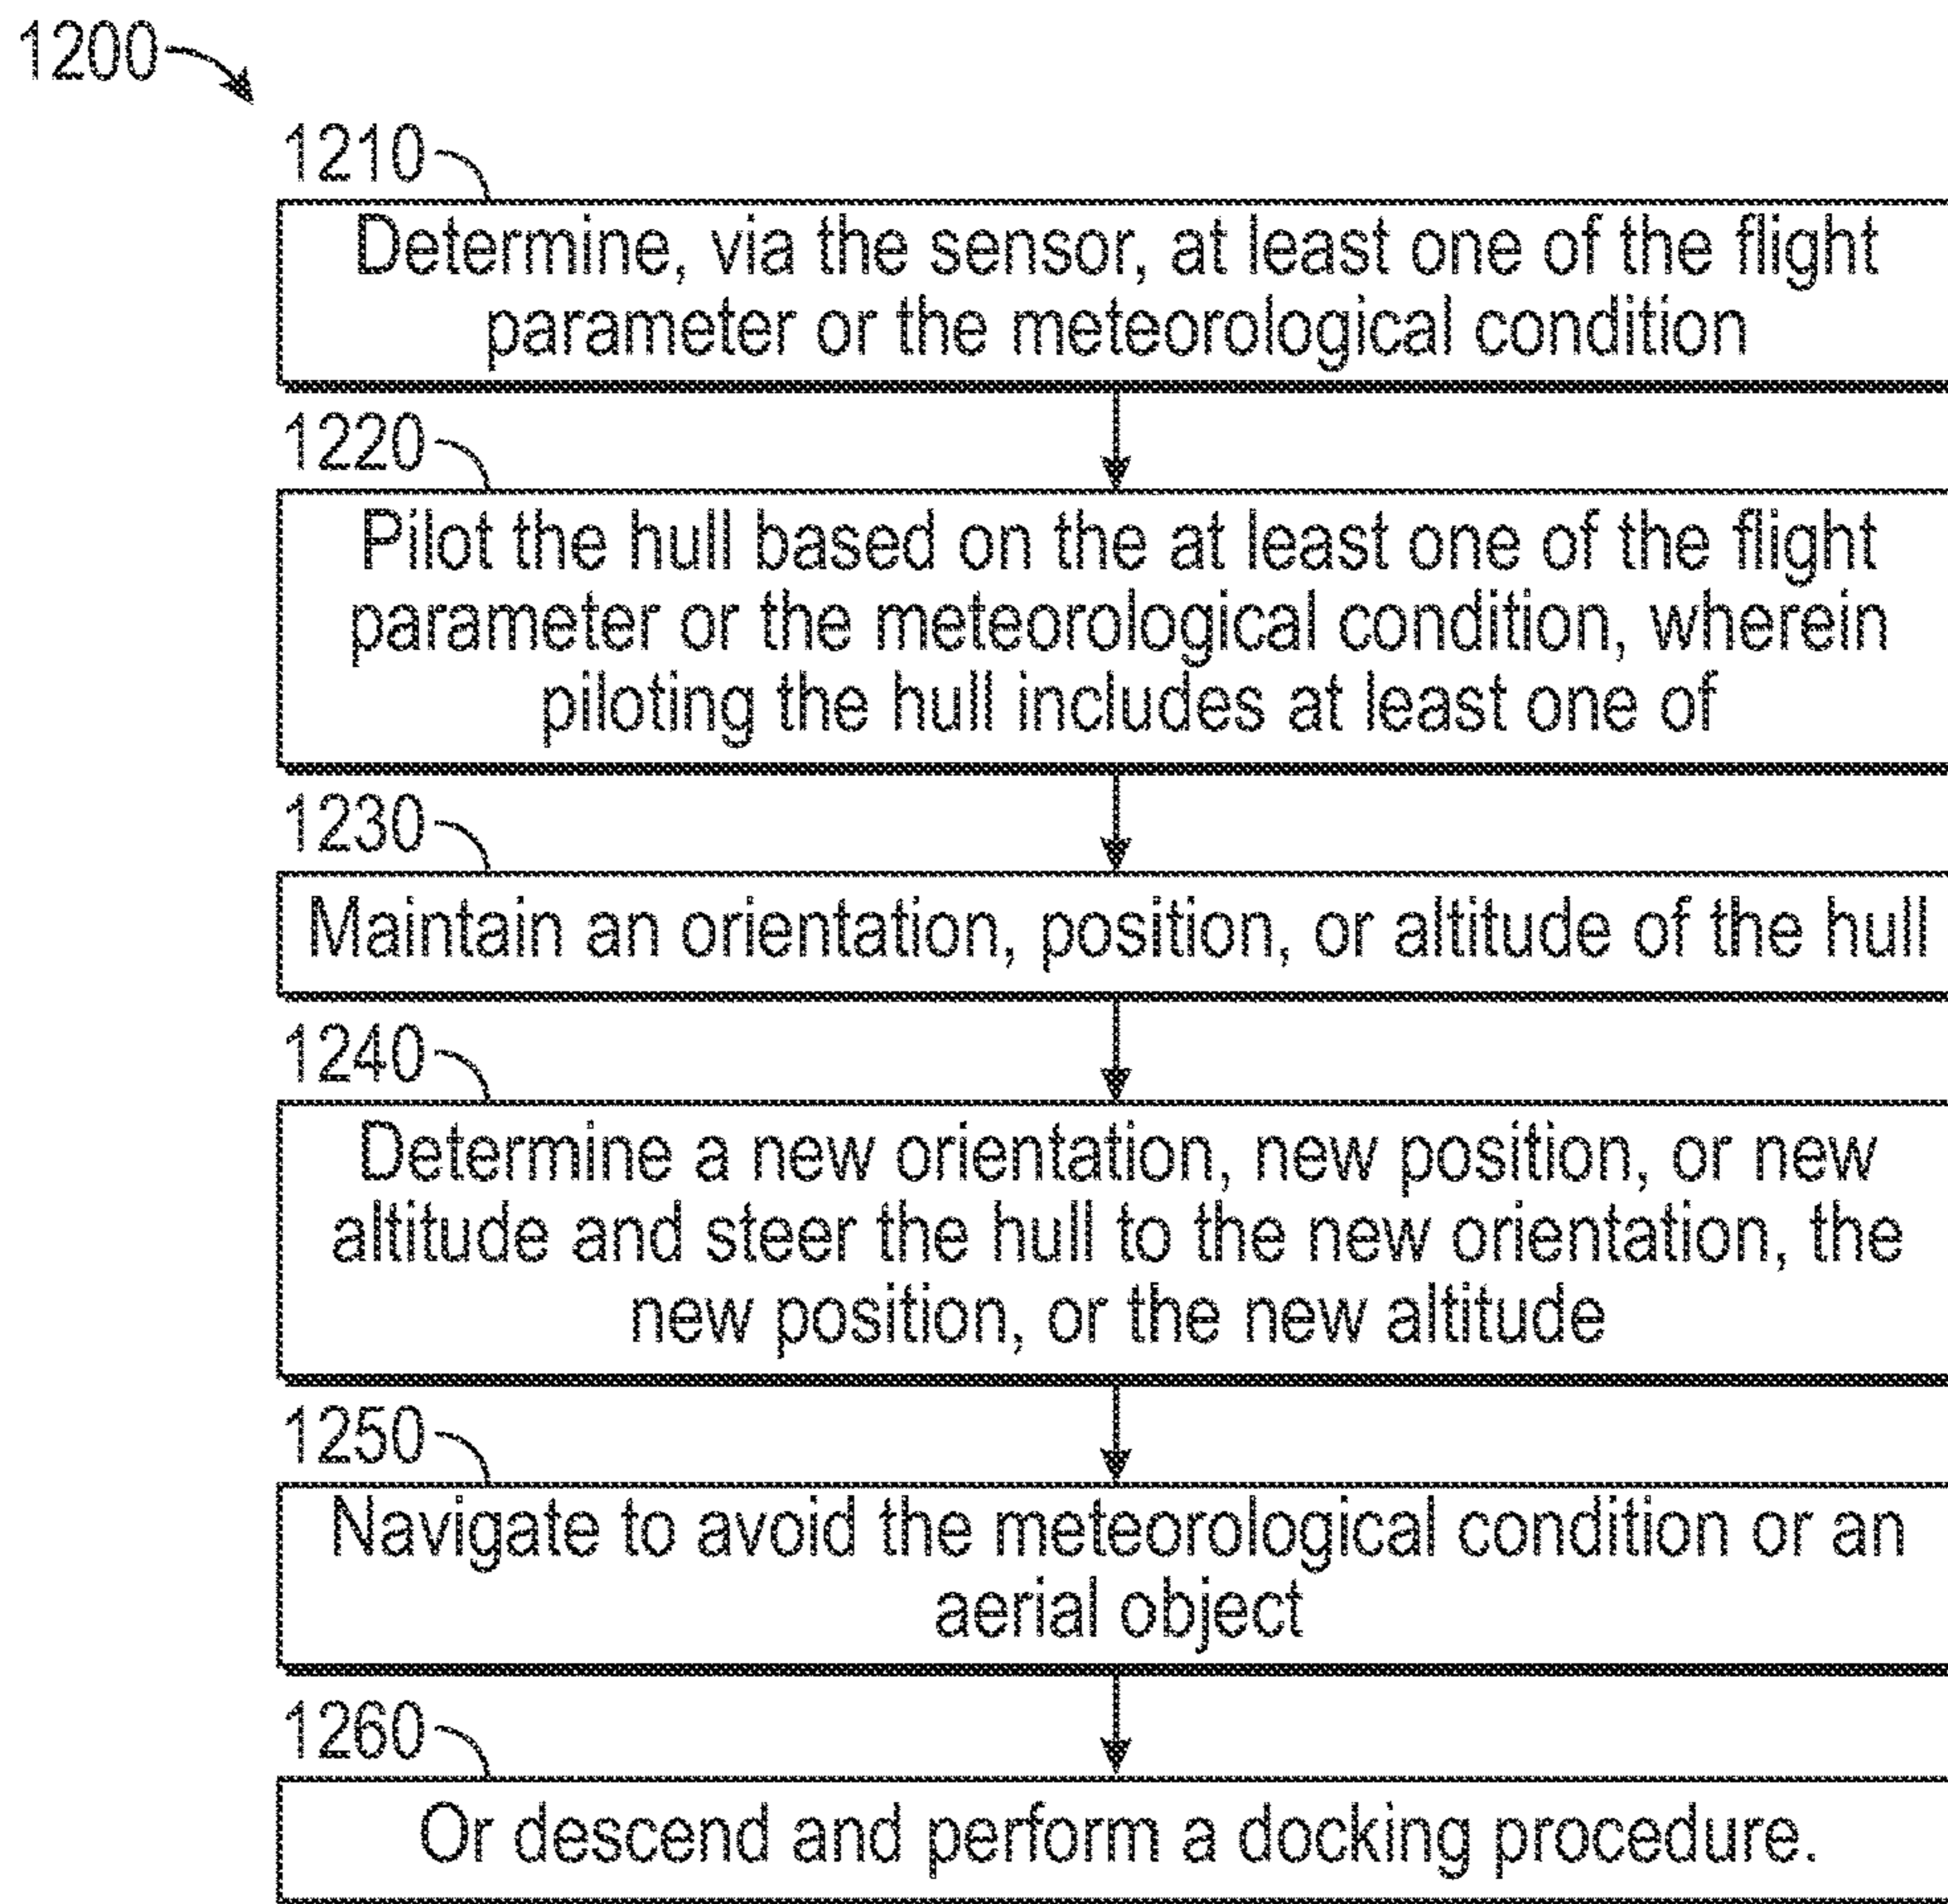 1200
1210
Determine, via the sensor, at least one of the flight
parameter or the meteorological condition
1220
Pilot the hull based on the at least one of the flight
parameter or the meteorological condition, wherein
piloting the hull includes at least one of
1230
Maintain an orientation, position, or altitude of the hull
1240
Determine a new orientation, new position, or new
altitude and steer the hull to the new orientation, the
new position, or the new altitude
1250
Navigate to avoid the meteorological condition or an
aerial object
1260
Or descend and perform a docking procedure.